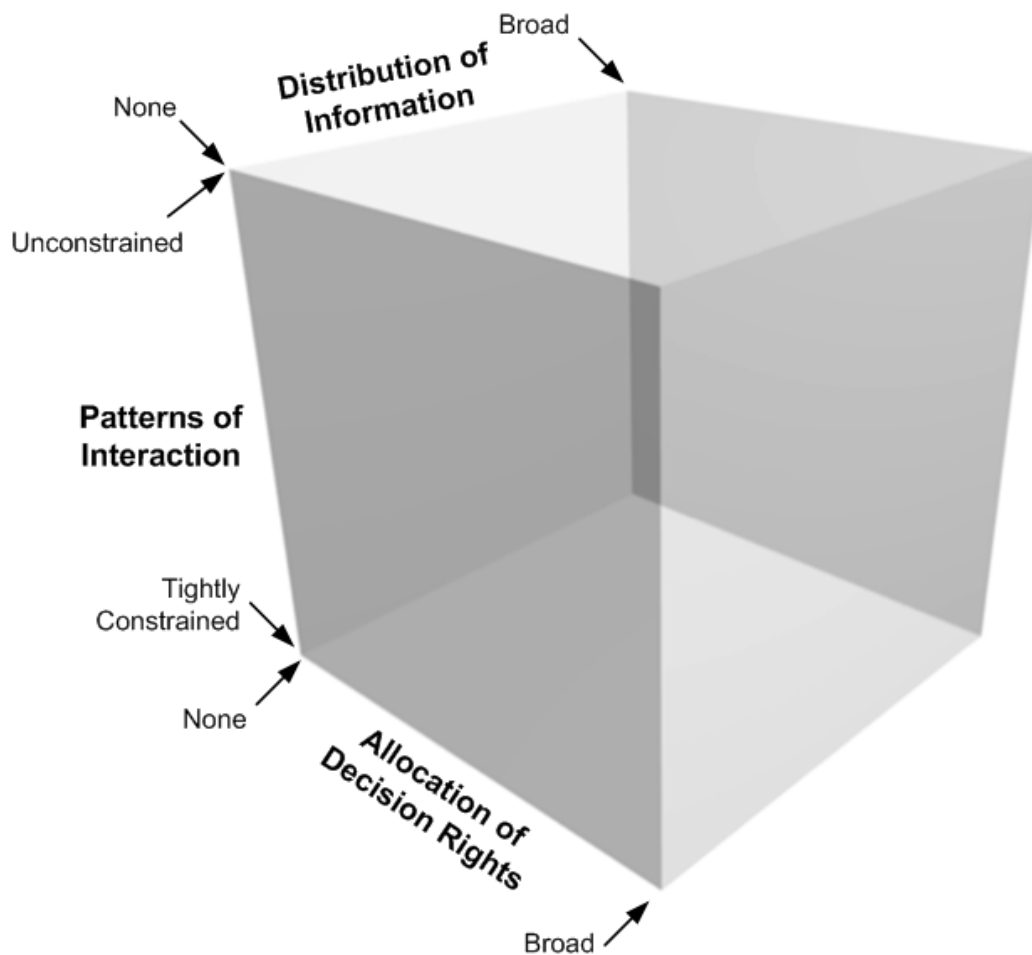 Broad
Distribution of
Information
None
Unconstrained
Patterns of
Interaction
Tightly
Constrained
None
Allocation of
Decision Rights
Broad